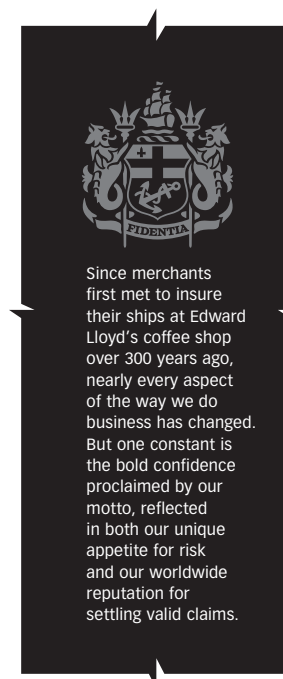 FIDENTIA
Since merchants
first met to insure
their ships at Edward
Lloyd's coffee shop
over 300 years ago,
nearly every aspect
of the way we do
business has changed.
But one constant is
the bold confidence
proclaimed by our
motto, reflected
in both our unique
appetite for risk
and our worldwide
reputation for
settling valid claims.